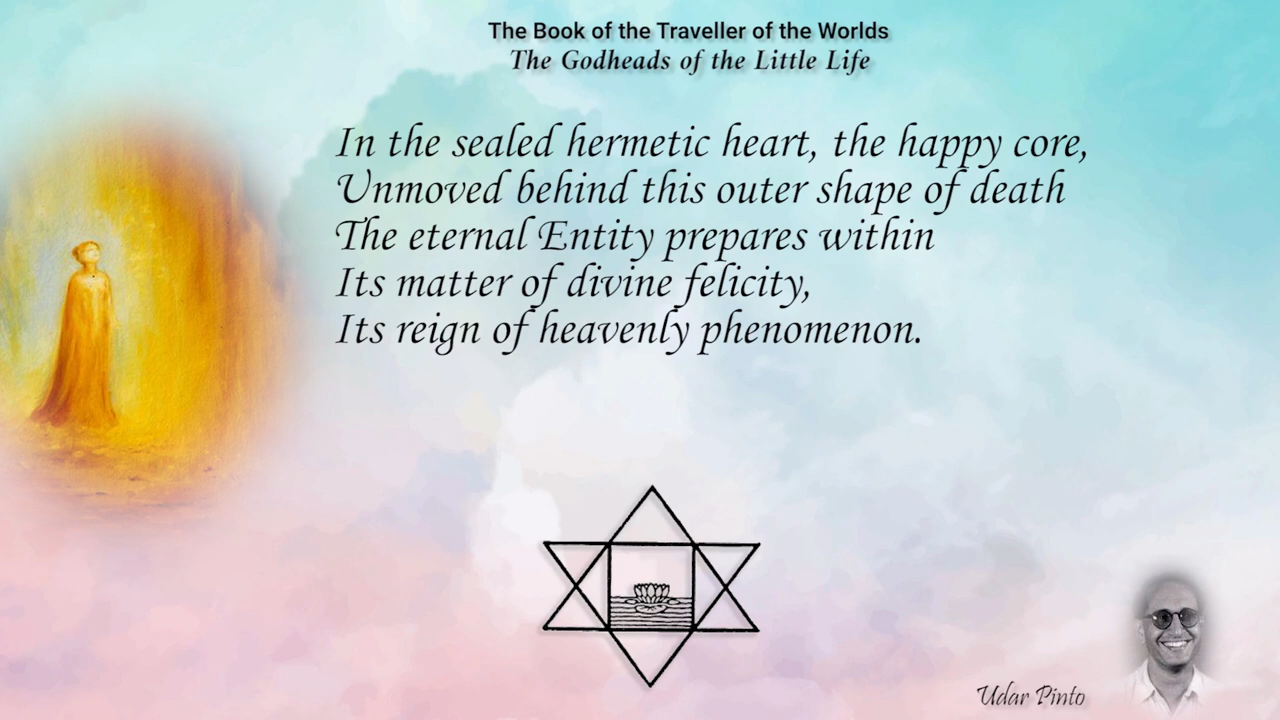 The Book of the Traveller of the Worlds
The Godheads of the Little Life
In the sealed hermetic heart, the happy core,
Unmoved behind this outer shape of death
The eternal Entity prepares within
Its matter of divine felicity,
Its reign of heavenly phenomenon.
Udar Pinto